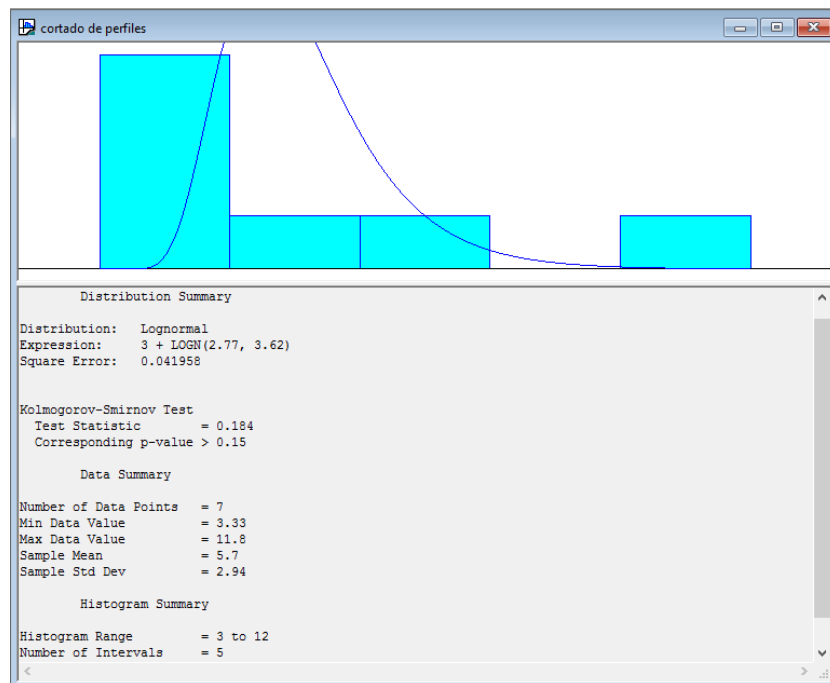 cortado de perfiles
Distribution Summary
Distribution: Lognormal
Expression: 3 + LOGN(2.77, 3.62)
Square Error: 0.041958
Kolmogorov-Smirnov Test
Test Statistic = 0.184
Corresponding p-value > 0.15
Data Summary
Number of Data Points = 7
Min Data Value = 3.33
Max Data Value = 11.8
Sample Mean = 5.7
Sample Std Dev = 2.94
Histogram Summary
Histogram Range = 3 to 12
Number of Intervals = 5